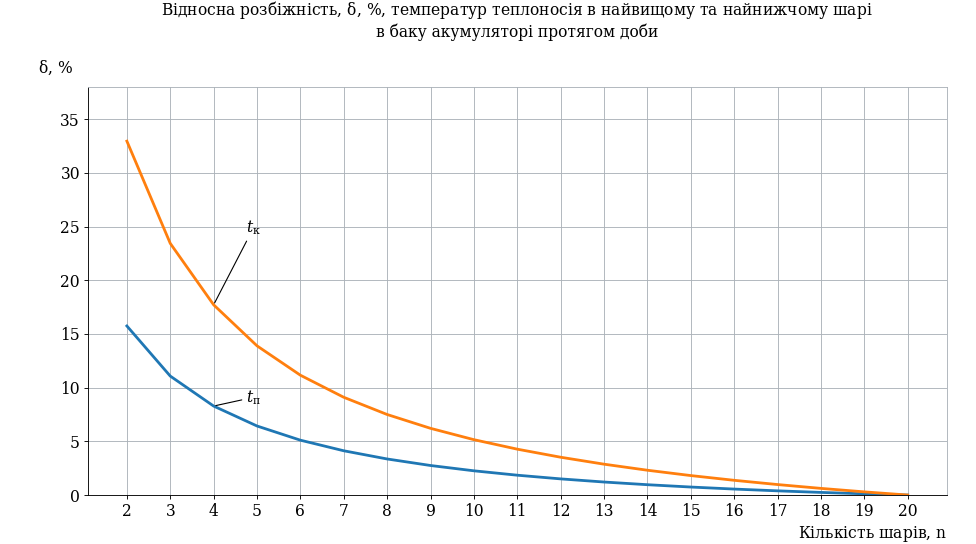 Відносна розбіжність, δ, %, температур теплоносія в найвищому та найнижчому шарі
в баку акумуляторі протягом доби
δ, %
35
30
25
20
15
10
5
0
tк
tп
2 3 4 5 6 7 8 9 10 11 12 13 14 15 16 17 18 19 20
Кількість шарів, n